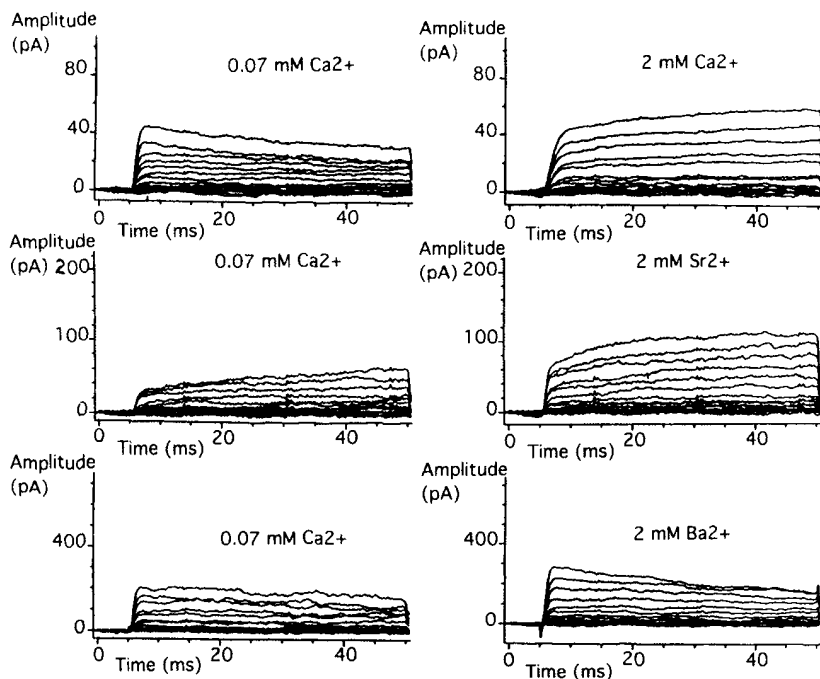 Amplitude
(pA)
0.07 mM Ca2+
80
40
0
0
20
40
Time (ms)
Amplitude
(pA)
2 mM Ca2+
80
40
0
0
20
40
Time (ms)
Amplitude
(pA)
0.07 mM Ca2+
200
100
0
0
20
40
Time (ms)
Amplitude
(pA)
2 mM Sr2+
200
100
0
0
20
40
Time (ms)
Amplitude
(pA)
0.07 mM Ca2+
400
0
0
20
40
Time (ms)
Amplitude
(pA)
2 mM Ba2+
400
0
0
20
40
Time (ms)